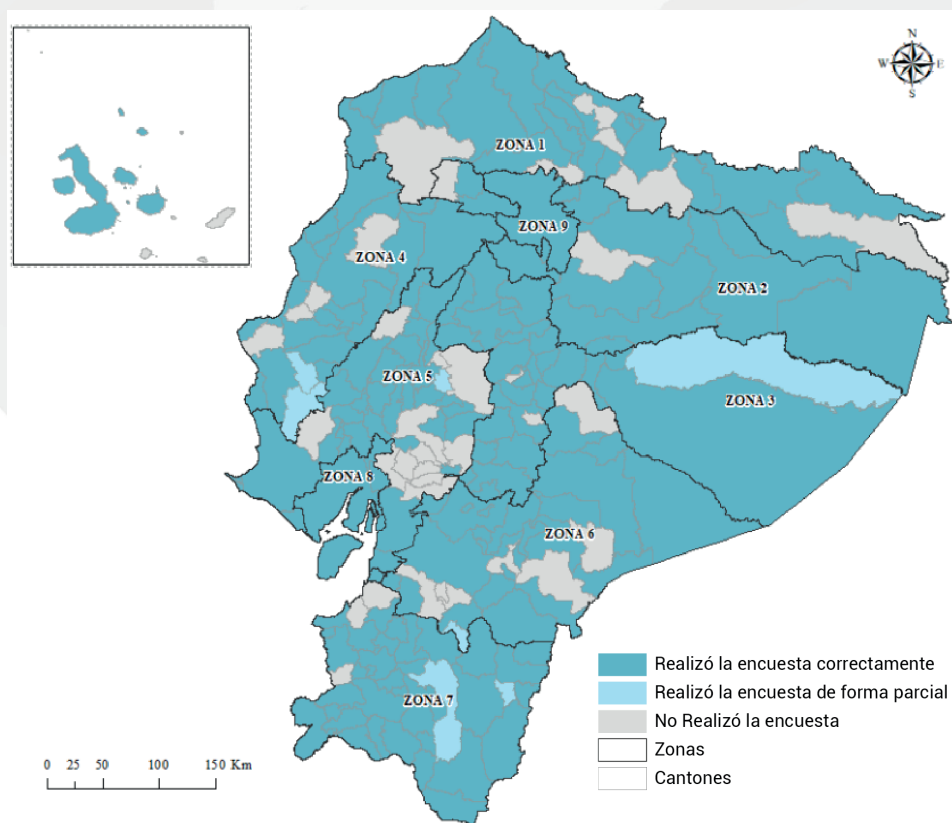 N
W E
S
ZONA 1
ZONA 9
ZONA 4
ZONA 2
ZONA 5
ZONA 3
ZONA 8
ZONA 6
ZONA 7
Realizó la encuesta correctamente
Realizó la encuesta de forma parcial
No Realizó la encuesta
Zonas
Cantones
0 25 50 100 150 Km